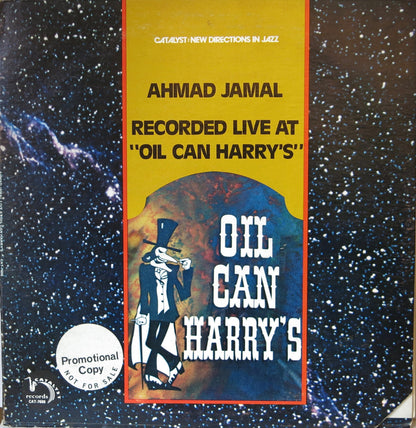 CATALYST: NEW DIRECTIONS IN JAZZ
AHMAD JAMAL
RECORDED LIVE AT
"OIL CAN HARRY'S"
OIL
CAN
HARRY'S
Promotional
Copy
NOT FOR SALE
records